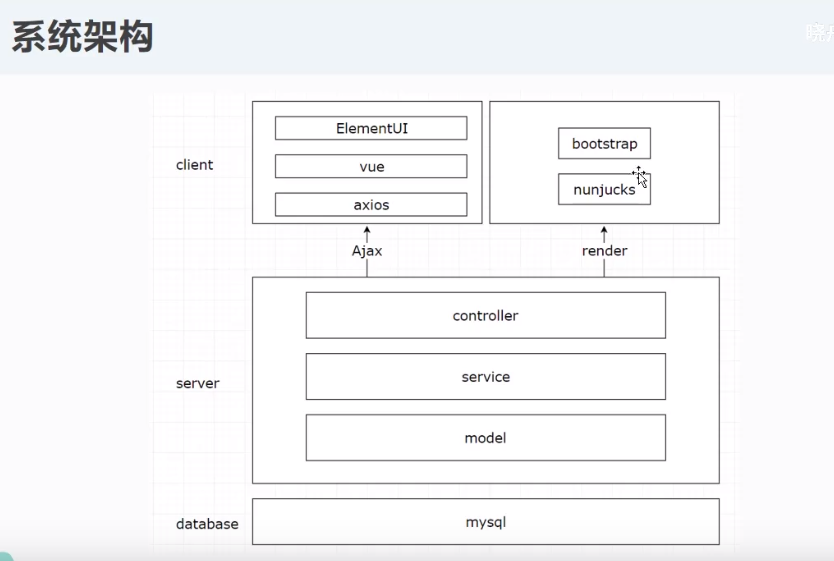 系统架构
client
ElementUI
vue
axios
bootstrap
nunjucks
Ajax
render
server
controller
service
model
database
mysql